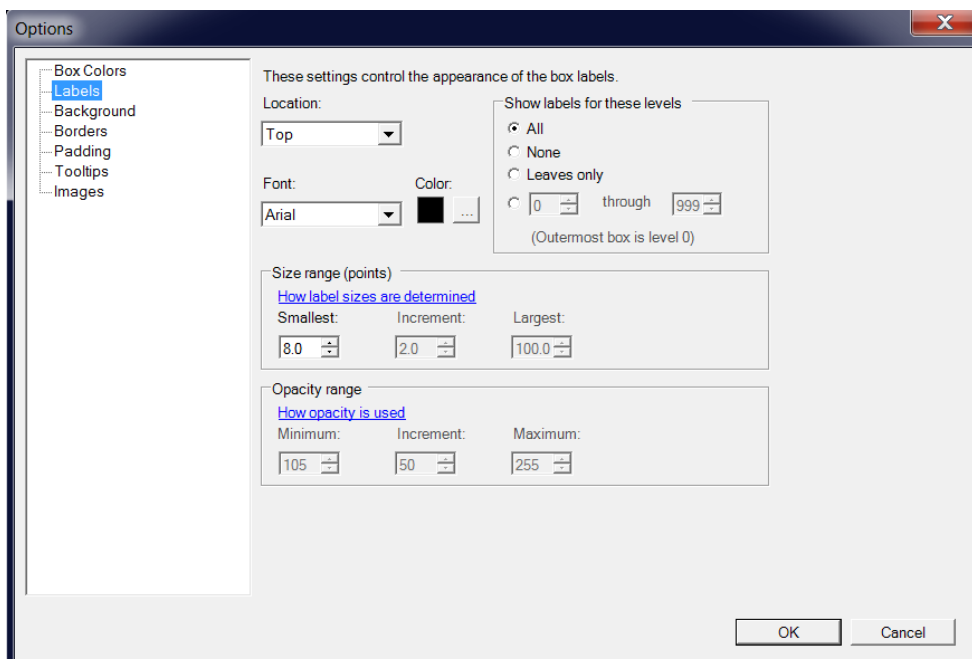 Options
X
Box Colors
Labels
Background
Borders
Padding
Tooltips
Images
These settings control the appearance of the box labels.
Location:
Top
Font:
Color:
Arial
...
Show labels for these levels
All
None
Leaves only
0 through 999
(Outermost box is level 0)
Size range (points)
How label sizes are determined
Smallest: Increment: Largest:
8.0 2.0 100.0
Opacity range
How opacity is used
Minimum: Increment: Maximum:
105 50 255
OK Cancel